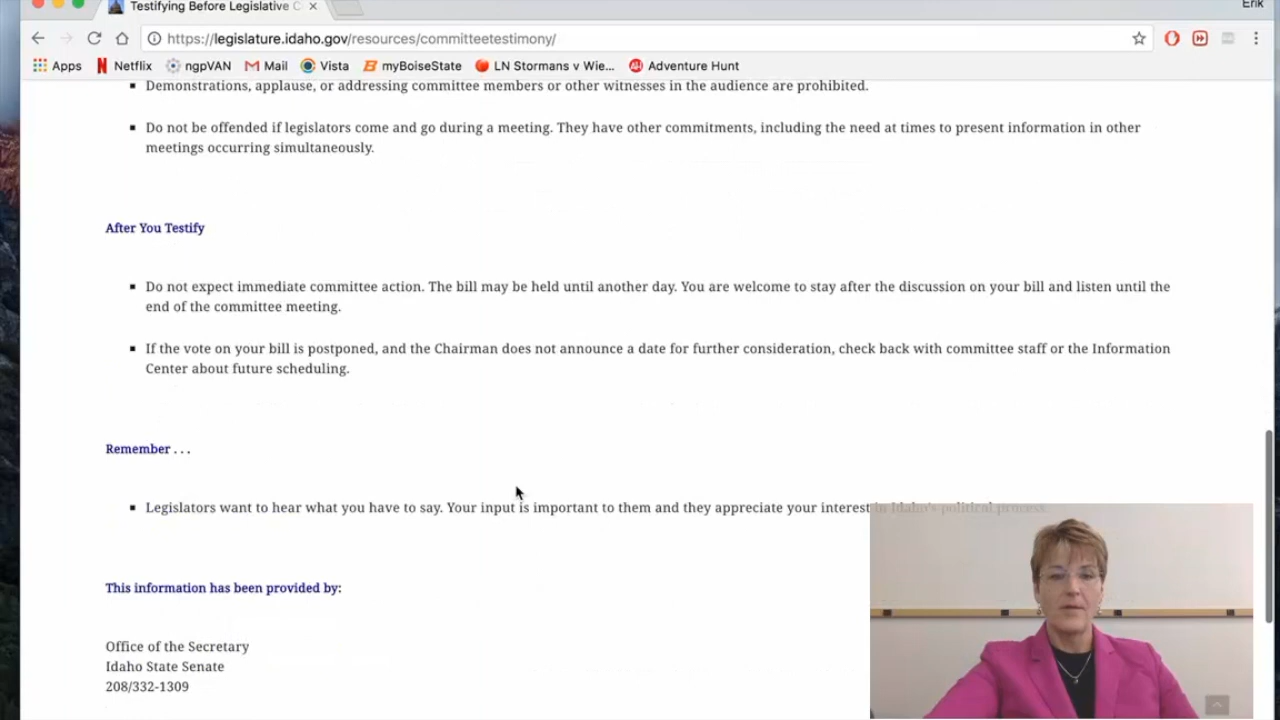 Testifying Before Legislative C
Erik
https://legislature.idaho.gov/resources/committeetestimony/
Apps Netflix ngpVAN Mail Vista myBoiseState LN Stormans v Wie... Adventure Hunt
Demonstrations, applause, or addressing committee members or other witnesses in the audience are prohibited.
Do not be offended if legislators come and go during a meeting. They have other commitments, including the need at times to present information in other
meetings occurring simultaneously.
After You Testify
Do not expect immediate committee action. The bill may be held until another day. You are welcome to stay after the discussion on your bill and listen until the
end of the committee meeting.
If the vote on your bill is postponed, and the Chairman does not announce a date for further consideration, check back with committee staff or the Information
Center about future scheduling.
Remember . . .
Legislators want to hear what you have to say. Your input is important to them and they appreciate your interest in Idaho's political process.
This information has been provided by:
Office of the Secretary
Idaho State Senate
208/332-1309